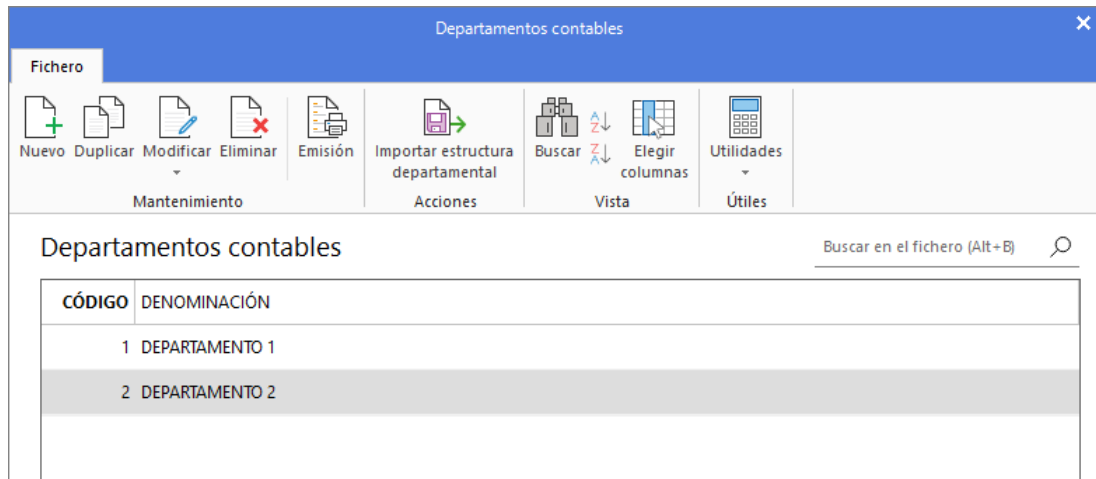 Departamentos contables
Fichero
Nuevo Duplicar Modificar Eliminar Emisión Importar estructura departamental Buscar Elegir columnas Utilidades
Mantenimiento Acciones Vista Útiles
Departamentos contables
Buscar en el fichero (Alt+B)
CÓDIGO DENOMINACIÓN
1 DEPARTAMENTO 1
2 DEPARTAMENTO 2